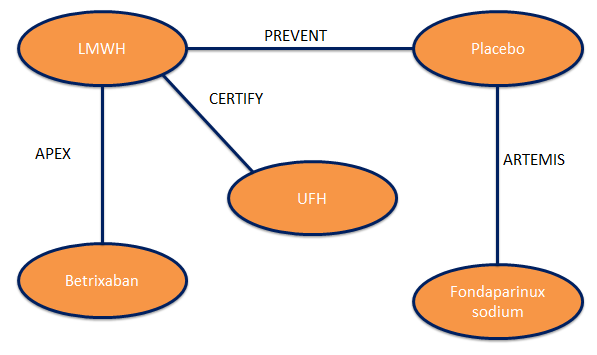 PREVENT
LMWH
Placebo
CERTIFY
APEX
ARTEMIS
UFH
Betrixaban
Fondaparinux
sodium